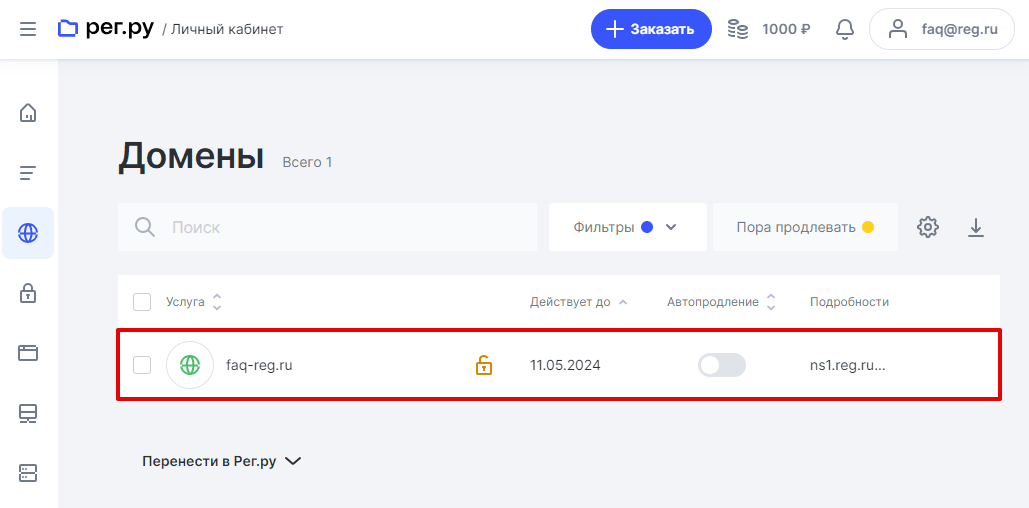 рег.ру / Личный кабинет Заказать 1000 ₽ faq@reg.ru
Домены Всего 1
Поиск Фильтры Пора продлевать
Услуга Действует до Автопродление Подробности
faq-reg.ru 11.05.2024 ns1.reg.ru...
Перенести в Рег.ру